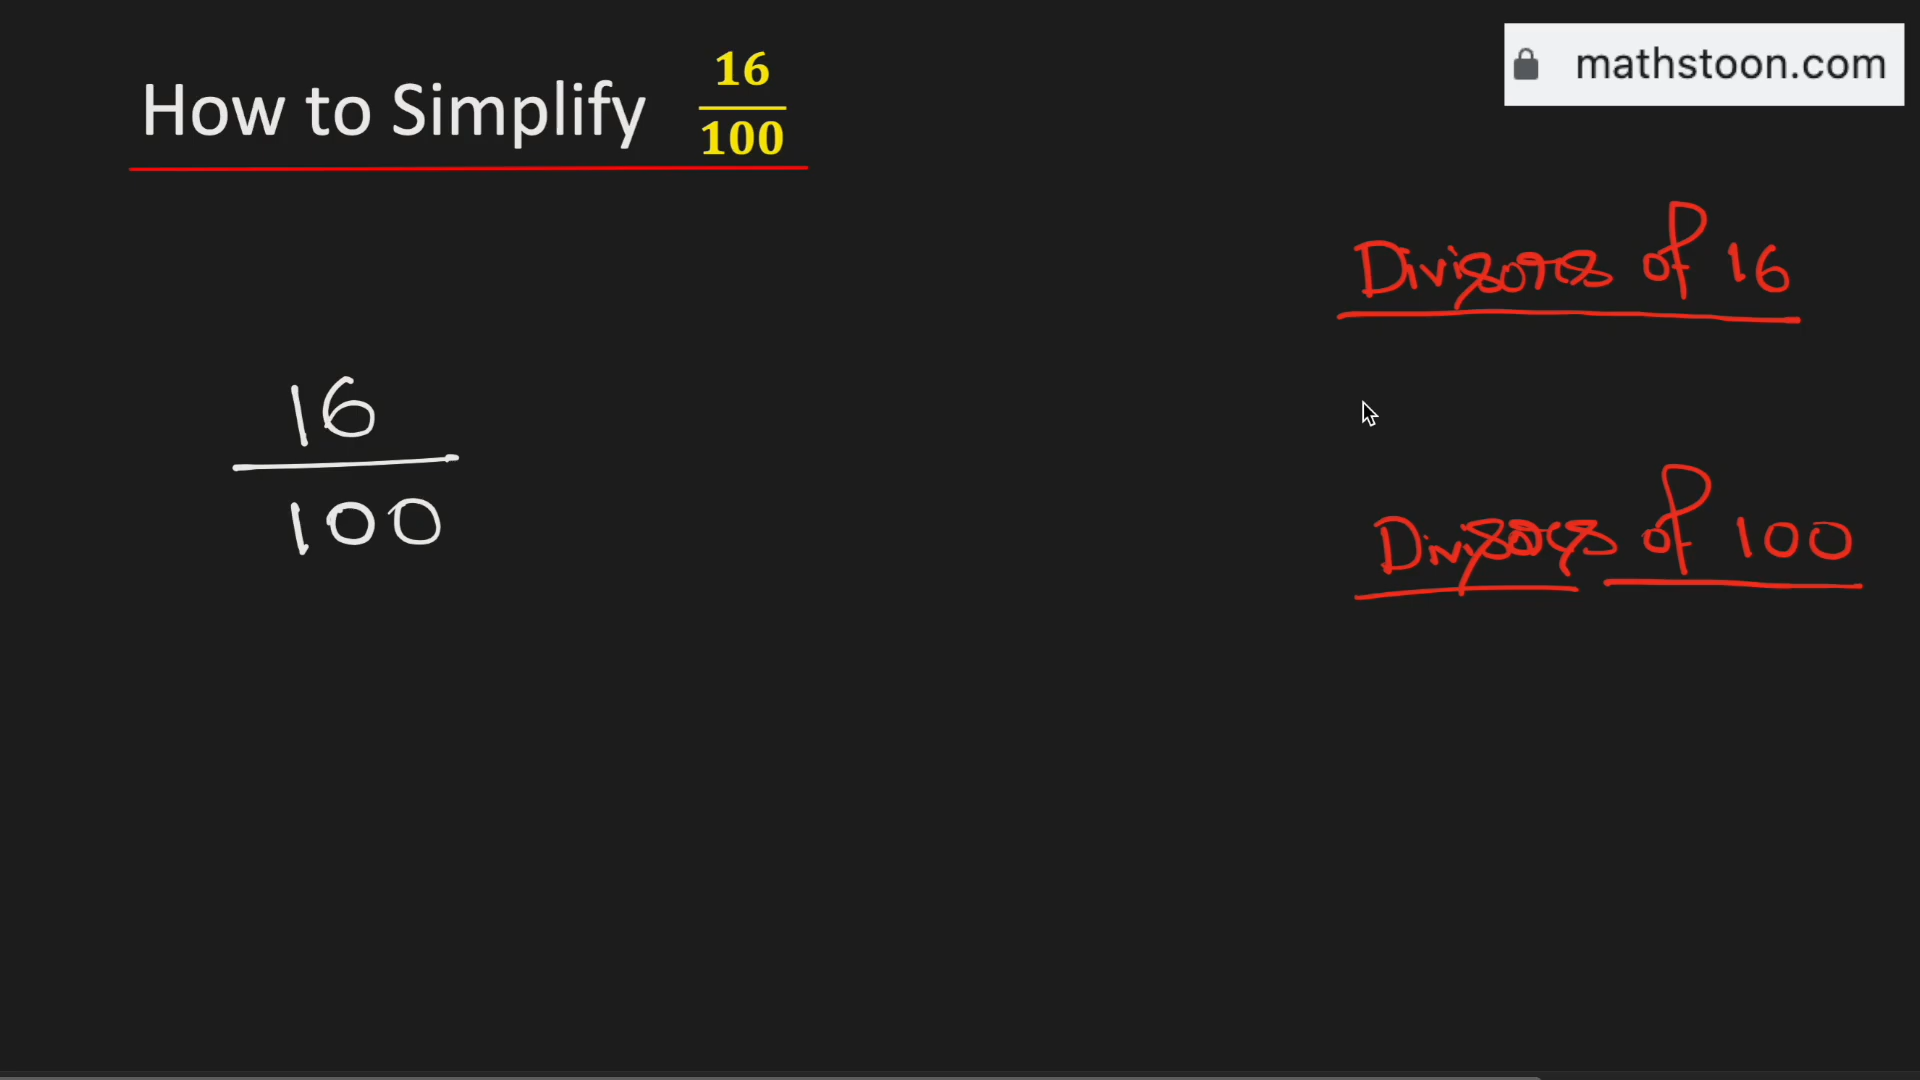 How to Simplify 16/100
mathstoon.com
Divisors of 16
16
100
Divisors of 100